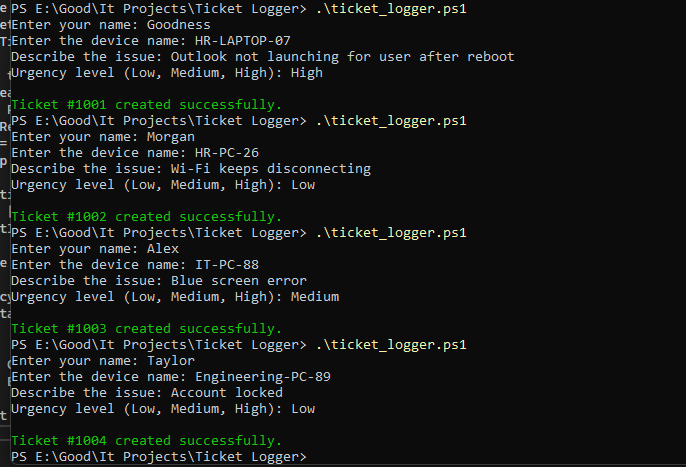 PS E:\Good\It Projects\Ticket Logger> .\ticket_logger.ps1
Enter your name: Goodness
Enter the device name: HR-LAPTOP-07
Describe the issue: Outlook not launching for user after reboot
Urgency level (Low, Medium, High): High
Ticket #1001 created successfully.
PS E:\Good\It Projects\Ticket Logger> .\ticket_logger.ps1
Enter your name: Morgan
Enter the device name: HR-PC-26
Describe the issue: Wi-Fi keeps disconnecting
Urgency level (Low, Medium, High): Low
Ticket #1002 created successfully.
PS E:\Good\It Projects\Ticket Logger> .\ticket_logger.ps1
Enter your name: Alex
Enter the device name: IT-PC-88
Describe the issue: Blue screen error
Urgency level (Low, Medium, High): Medium
Ticket #1003 created successfully.
PS E:\Good\It Projects\Ticket Logger> .\ticket_logger.ps1
Enter your name: Taylor
Enter the device name: Engineering-PC-89
Describe the issue: Account locked
Urgency level (Low, Medium, High): Low
Ticket #1004 created successfully.
PS E:\Good\It Projects\Ticket Logger>